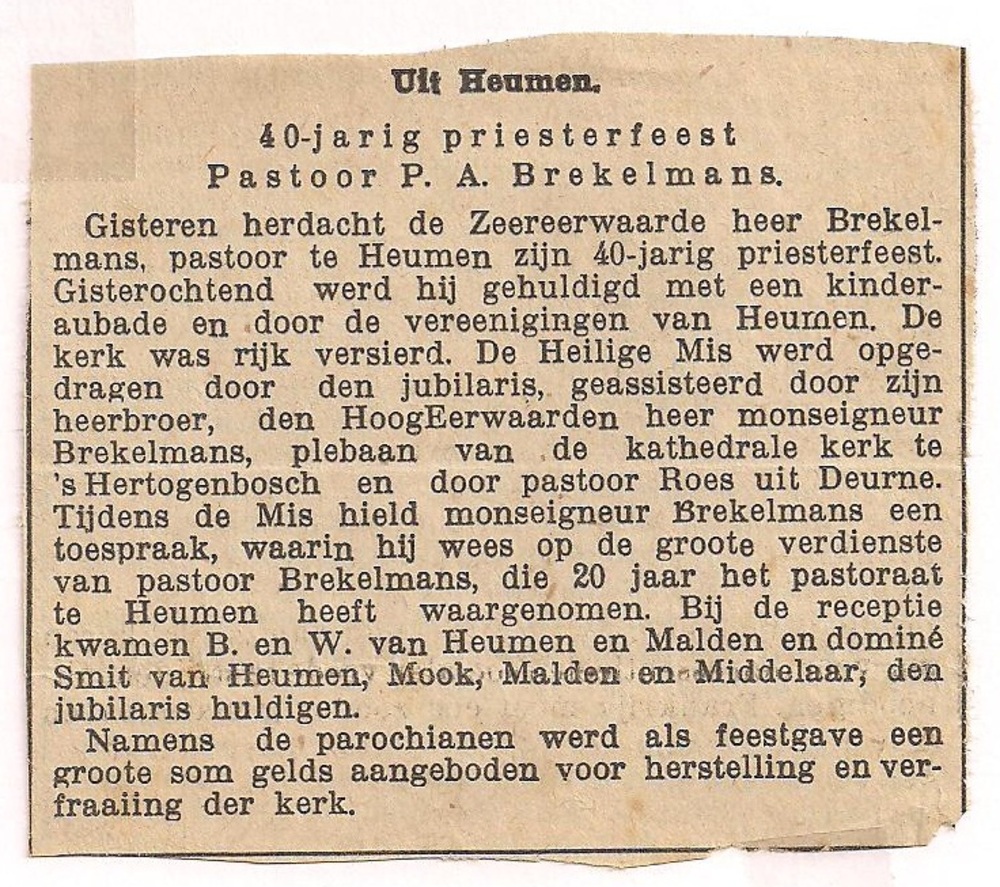 Uit Heumen.
40-jarig priesterfeest
Pastoor P. A. Brekelmans.
Gisteren herdacht de Zeereerwaarde heer Brekel-
mans, pastoor te Heumen zijn 40-jarig priesterfeest.
Gisterochtend werd hij gehuldigd met een kinder-
aubade en door de vereenigingen van Heumen. De
kerk was rijk versierd. De Heilige Mis werd opge-
dragen door den jubilaris, geassisteerd door zijn
heerbroer, den HoogEerwaarden heer monseigneur
Brekelmans, plebaan van de kathedrale kerk te
's Hertogenbosch en door pastoor Roes uit Deurne.
Tijdens de Mis hield monseigneur Brekelmans een
toespraak, waarin hij wees op de groote verdienste
van pastoor Brekelmans, die 20 jaar het pastoraat
te Heumen heeft waargenomen. Bij de receptie
kwamen B. en W. van Heumen en Malden en dominé
Smit van Heumen, Mook, Malden en Middelaar, den
jubilaris huldigen.
Namens de parochianen werd als feestgave een
groote som gelds aangeboden voor herstelling en ver-
fraaiing der kerk.